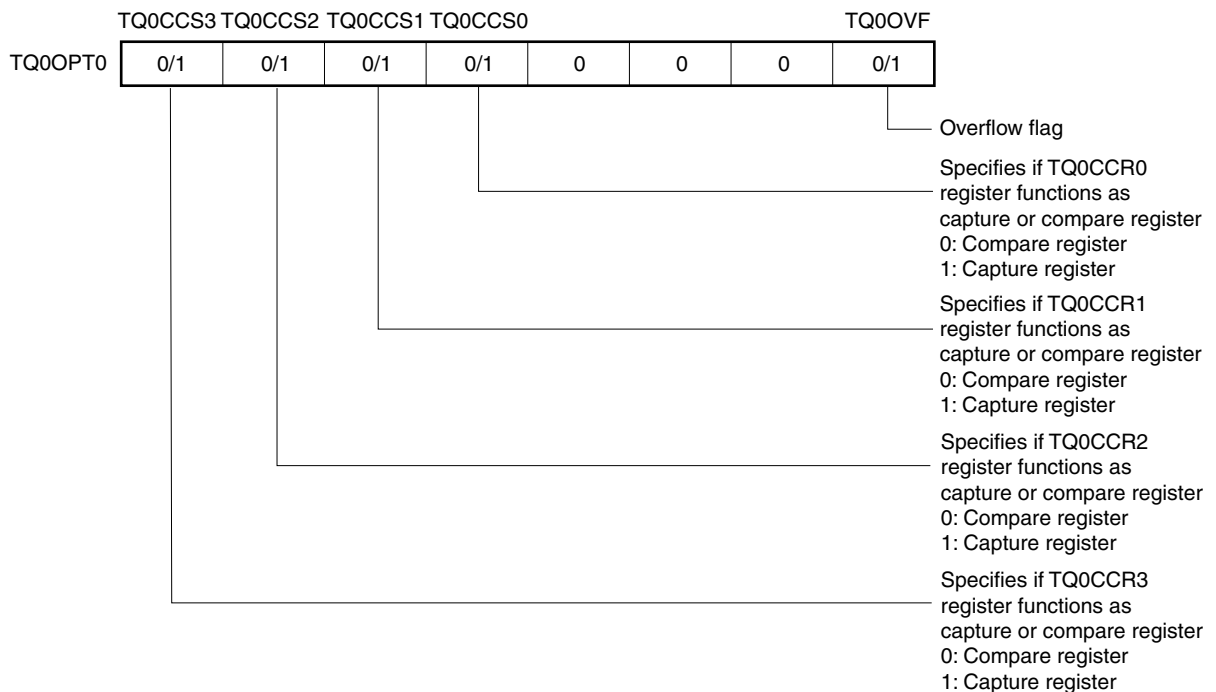 TQ0CCS3 TQ0CCS2 TQ0CCS1 TQ0CCS0 TQ0OVF
TQ0OPT0 0/1 0/1 0/1 0/1 0 0 0 0/1
Overflow flag
Specifies if TQ0CCR0
register functions as
capture or compare register
0: Compare register
1: Capture register
Specifies if TQ0CCR1
register functions as
capture or compare register
0: Compare register
1: Capture register
Specifies if TQ0CCR2
register functions as
capture or compare register
0: Compare register
1: Capture register
Specifies if TQ0CCR3
register functions as
capture or compare register
0: Compare register
1: Capture register